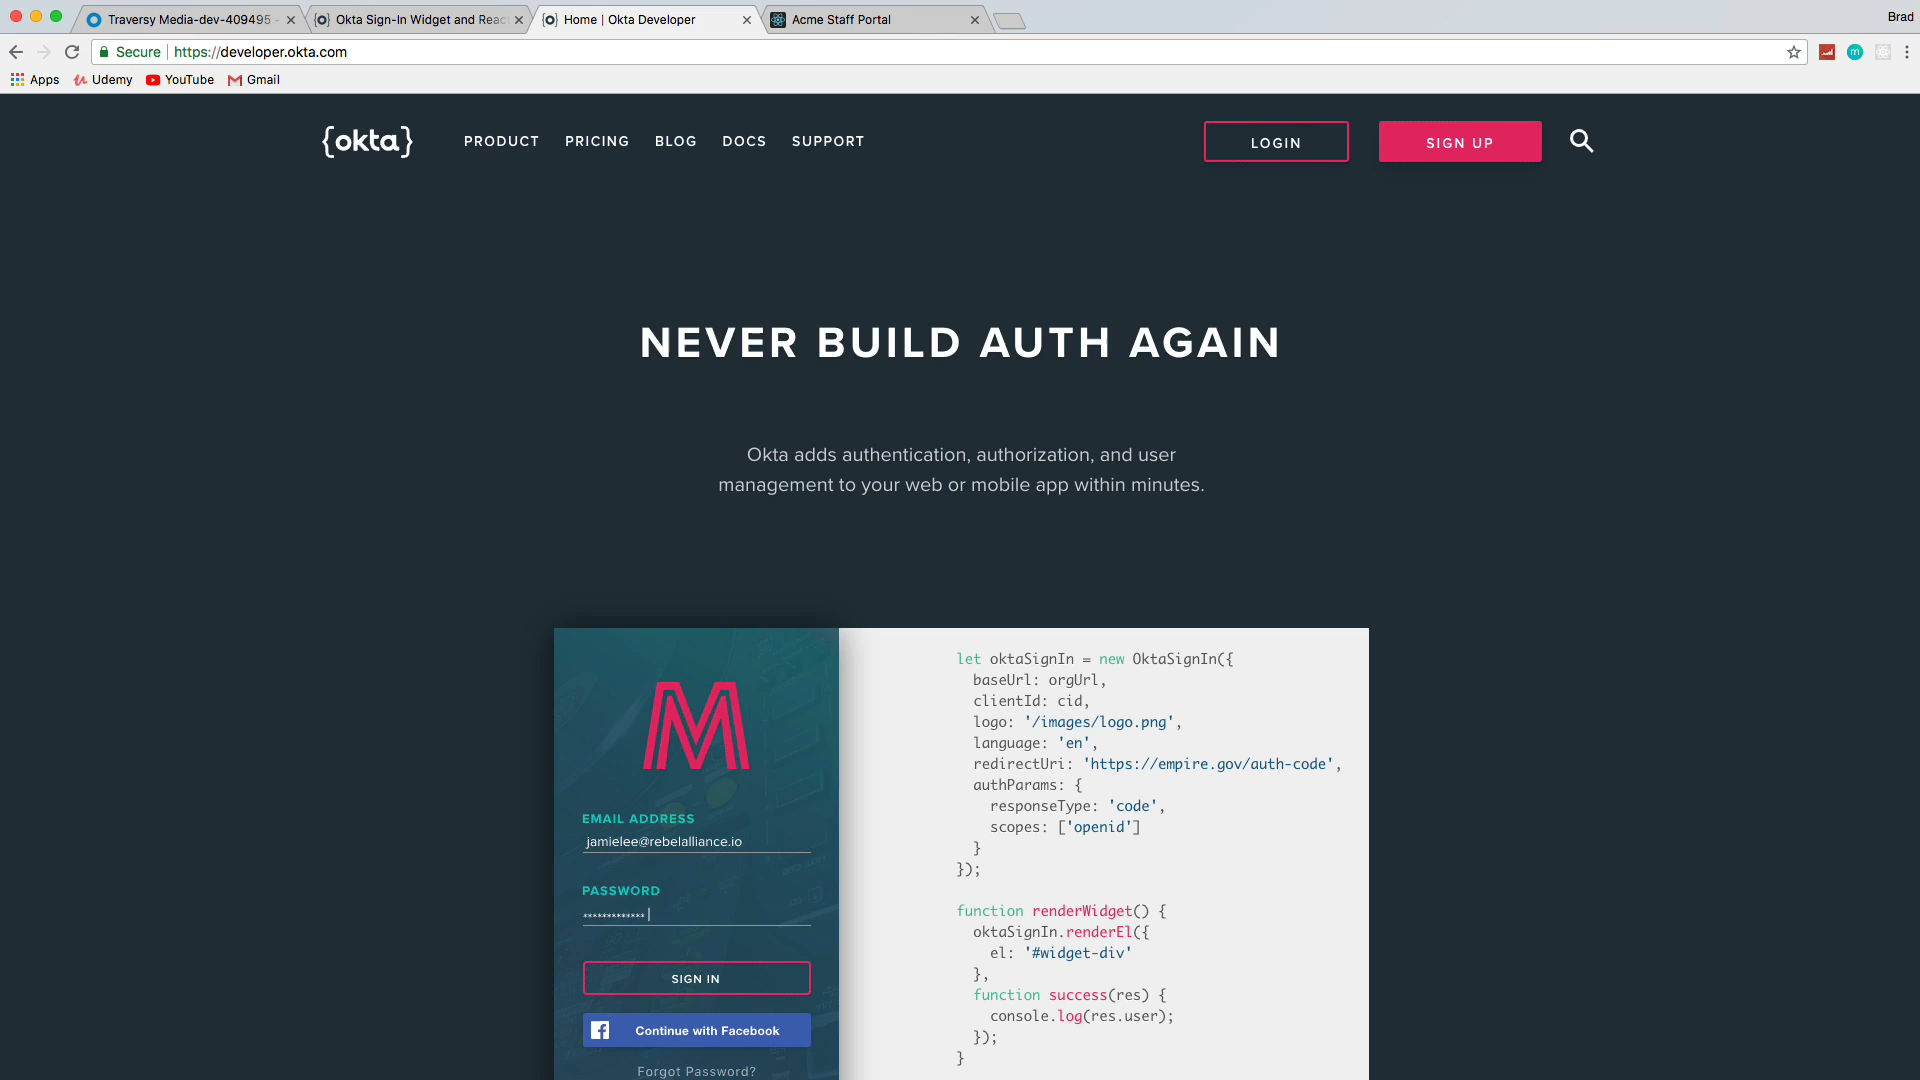 Traversy Media-dev-409495 -
Okta Sign-In Widget and React
Home | Okta Developer
Acme Staff Portal
Brad
Secure
https://developer.okta.com
Apps
Udemy
YouTube
Gmail
{okta}
PRODUCT
PRICING
BLOG
DOCS
SUPPORT
LOGIN
SIGN UP
NEVER BUILD AUTH AGAIN
Okta adds authentication, authorization, and user
management to your web or mobile app within minutes.
M
EMAIL ADDRESS
jamielee@rebelalliance.io
PASSWORD
*************
SIGN IN
Continue with Facebook
Forgot Password?
let oktaSignIn = new OktaSignIn({
baseUrl: orgUrl,
clientId: cid,
logo: '/images/logo.png',
language: 'en',
redirectUri: 'https://empire.gov/auth-code',
authParams: {
responseType: 'code',
scopes: ['openid']
}
});
function renderWidget() {
oktaSignIn.renderEl({
el: '#widget-div'
},
function success(res) {
console.log(res.user);
});
}